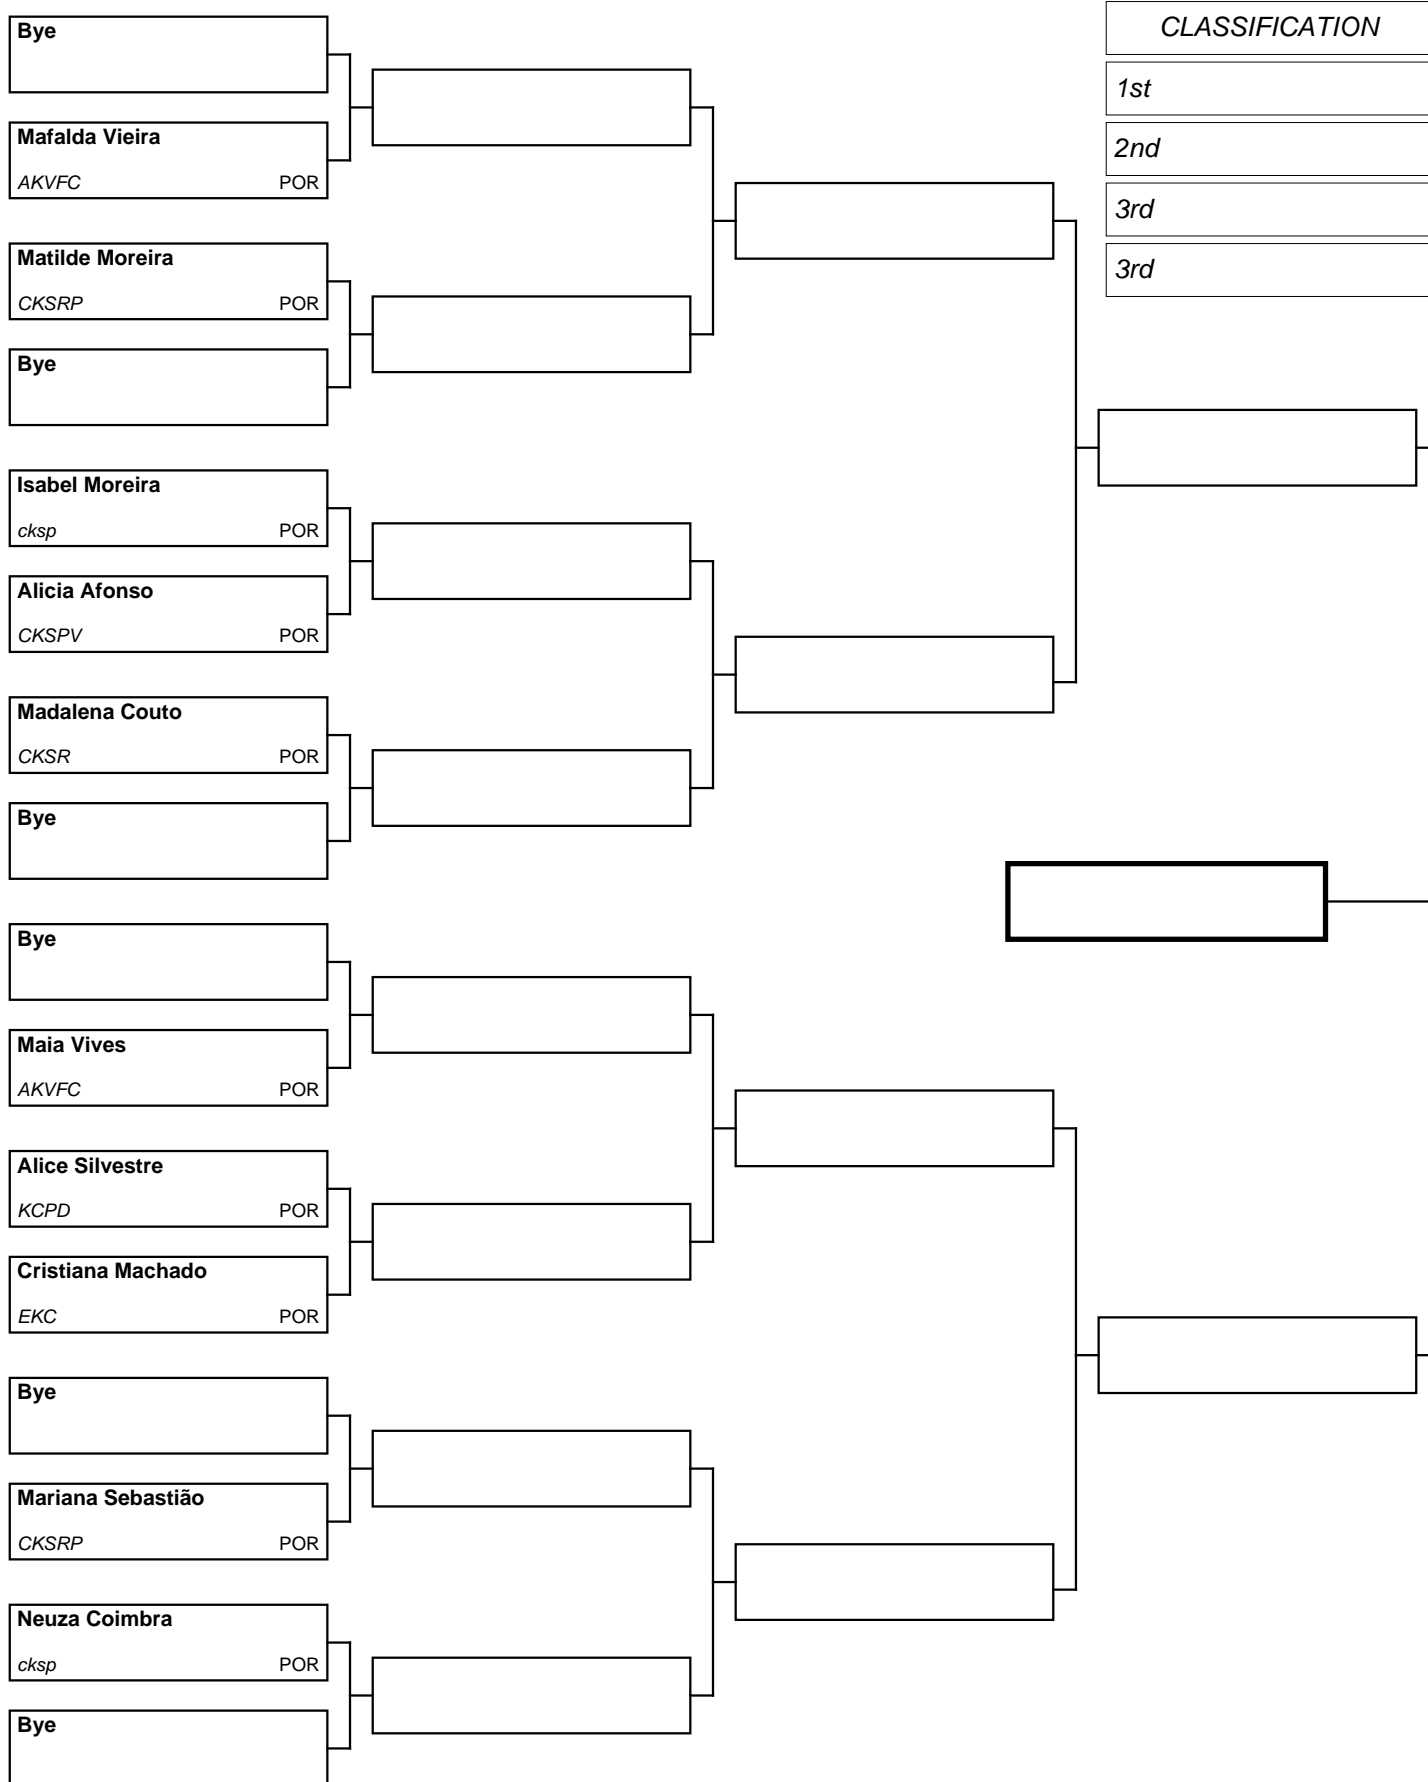 Bye
Mafalda Vieira
AKVFC POR
Matilde Moreira
CKSRP POR
Bye
Isabel Moreira
cksp POR
Alicia Afonso
CKSPV POR
Madalena Couto
CKSR POR
Bye
Bye
Maia Vives
AKVFC POR
Alice Silvestre
KCPD POR
Cristiana Machado
EKC POR
Bye
Mariana Sebastião
CKSRP POR
Neuza Coimbra
cksp POR
Bye
CLASSIFICATION
1st
2nd
3rd
3rd